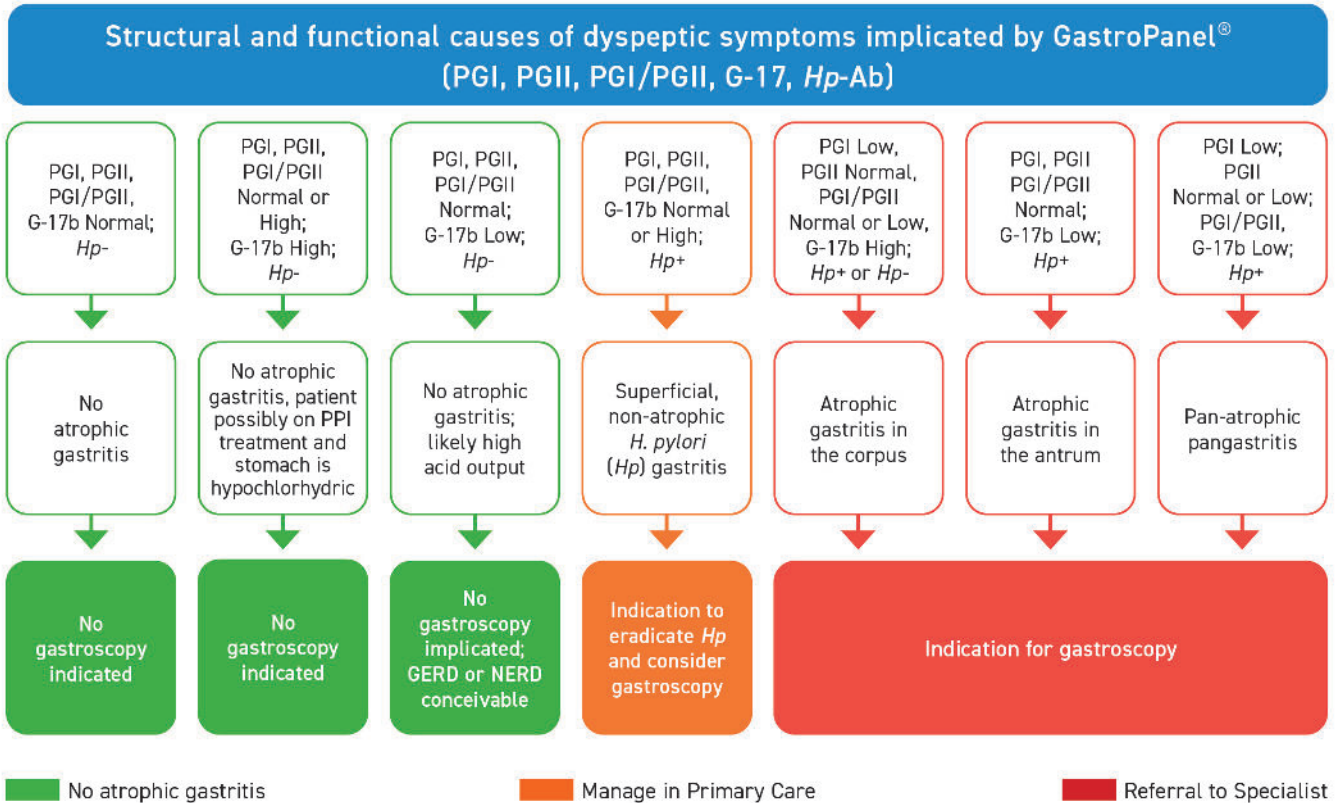 Structural and functional causes of dyspeptic symptoms implicated by GastroPanel®
(PGI, PGII, PGI/PGII, G-17, Hp-Ab)
PGI, PGII,
PGI/PGII,
G-17b Normal;
Hp-
PGI, PGII,
PGI/PGII
Normal or
High;
G-17b High;
Hp-
PGI, PGII,
PGI/PGII
Normal;
G-17b Low;
Hp-
PGI, PGII,
PGI/PGII,
G-17b Normal
or High;
Hp+
PGI Low,
PGII Normal,
PGI/PGII
Normal or Low,
G-17b High;
Hp+ or Hp-
PGI, PGII
PGI/PGII
Normal;
G-17b Low;
Hp+
PGI Low;
PGII
Normal or Low;
PGI/PGII,
G-17b Low;
Hp+
No
atrophic
gastritis
No atrophic
gastritis, patient
possibly on PPI
treatment and
stomach is
hypochlorhydric
No atrophic
gastritis;
likely high
acid output
Superficial,
non-atrophic
H. pylori
(Hp) gastritis
Atrophic
gastritis in
the corpus
Atrophic
gastritis in
the antrum
Pan-atrophic
pangastritis
No
gastroscopy
indicated
No
gastroscopy
indicated
No
gastroscopy
implicated;
GERD or NERD
conceivable
Indication to
eradicate Hp
and consider
gastroscopy
Indication for gastroscopy
No atrophic gastritis
Manage in Primary Care
Referral to Specialist